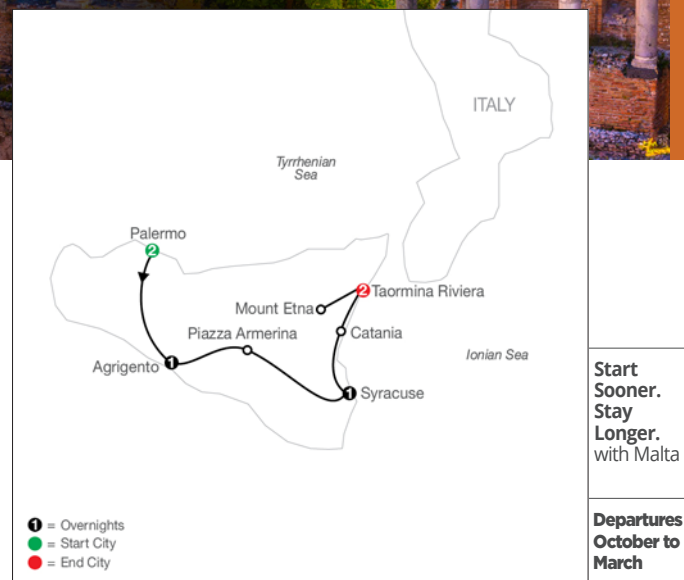 ITALY
Tyrrhenian
Sea
Palermo
2
2
Taormina Riviera
Mount Etna
Catania
Piazza Armerina
Ionian Sea
Agrigento
1
1
Syracuse
1 = Overnights
= Start City
= End City
Start
Sooner.
Stay
Longer.
with Malta
Departures
October to
March